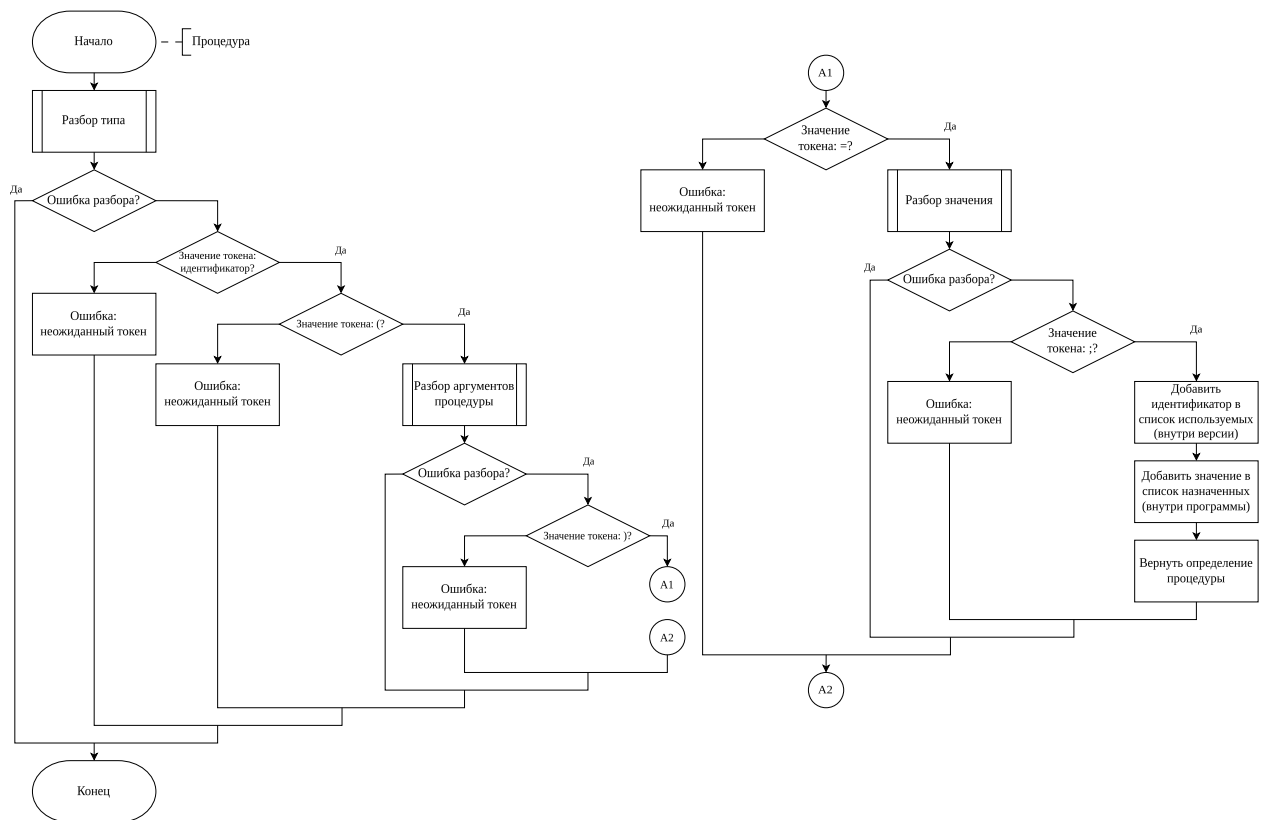 Начало
Процедура
Разбор типа
Да
Ошибка разбора?
Значение токена:
идентификатор?
Да
Ошибка:
неожиданный токен
Значение токена: (?
Да
Ошибка:
неожиданный токен
Разбор аргументов
процедуры
Ошибка разбора?
Да
Значение токена: )?
Да
Ошибка:
неожиданный токен
A1
A2
Конец
A1
Значение
токена: =?
Да
Ошибка:
неожиданный токен
Разбор значения
Да
Ошибка разбора?
Значение
токена: ;?
Да
Ошибка:
неожиданный токен
Добавить
идентификатор в
список используемых
(внутри версии)
Добавить значение в
список назначенных
(внутри программы)
Вернуть определение
процедуры
A2